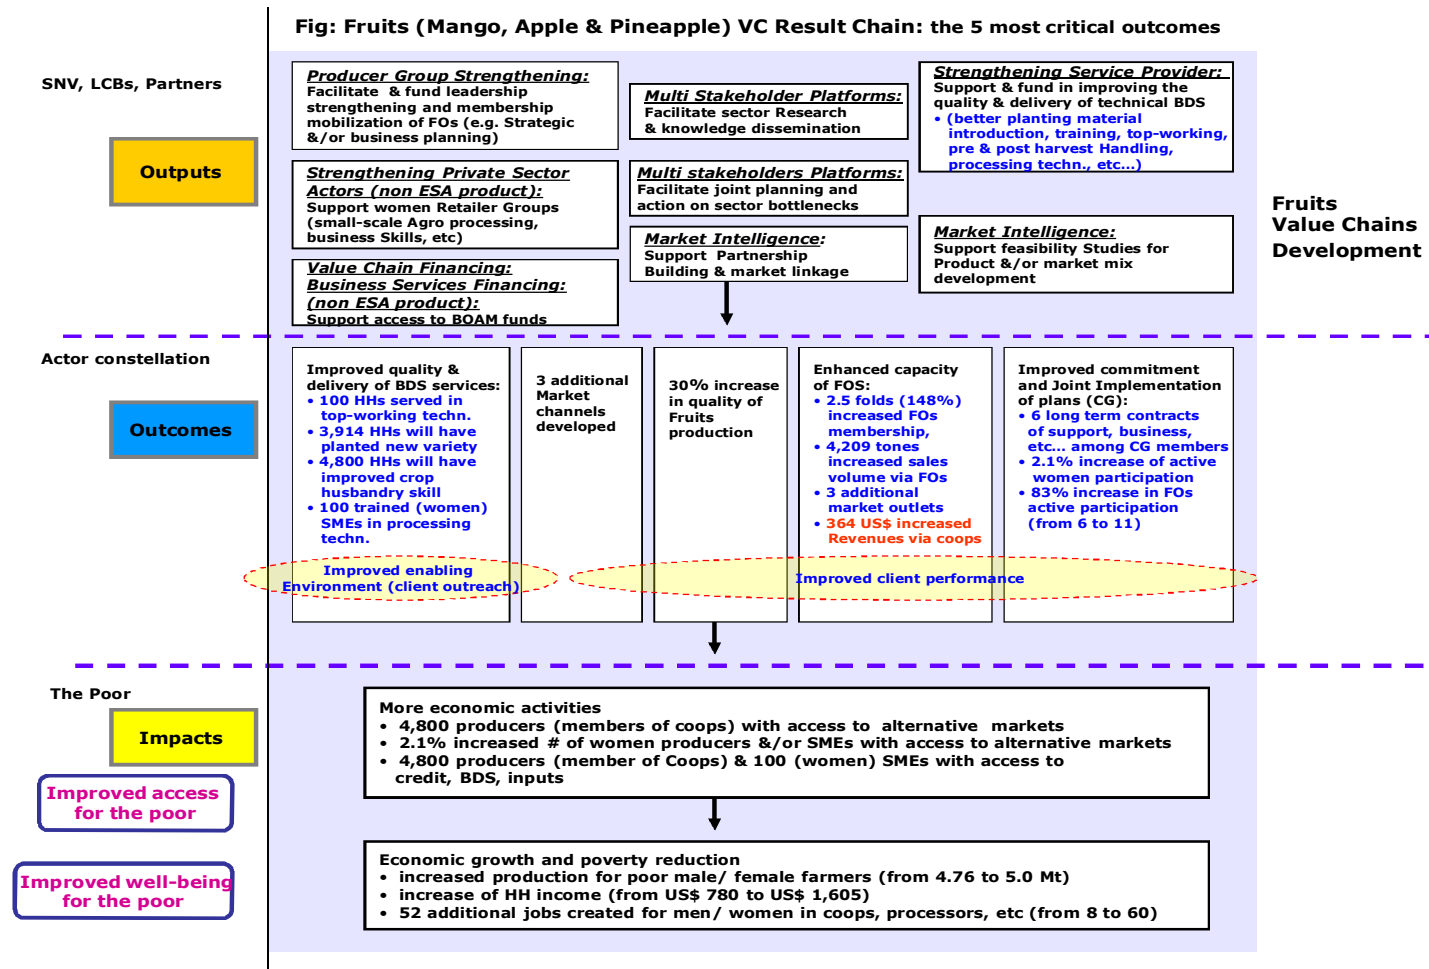 Fig: Fruits (Mango, Apple & Pineapple) VC Result Chain: the 5 most critical outcomes
SNV, LCBs, Partners
Outputs
Producer Group Strengthening:
Facilitate & fund leadership
strengthening and membership
mobilization of FOs (e.g. Strategic
&/or business planning)
Strengthening Private Sector
Actors (non ESA product):
Support women Retailer Groups
(small-scale Agro processing,
business Skills, etc)
Value Chain Financing:
Business Services Financing:
(non ESA product):
Support access to BOAM funds
Multi Stakeholder Platforms:
Facilitate sector Research
& knowledge dissemination
Multi stakeholders Platforms:
Facilitate joint planning and
action on sector bottlenecks
Market Intelligence:
Support Partnership
Building & market linkage
Strengthening Service Provider:
Support & fund in improving the
quality & delivery of technical BDS
• (better planting material
introduction, training, top-working,
pre & post harvest Handling,
processing techn., etc...)
Market Intelligence:
Support feasibility Studies for
Product &/or market mix
development
Fruits
Value Chains
Development
Actor constellation
Outcomes
Improved quality &
delivery of BDS services:
• 100 HHs served in
top-working techn.
• 3,914 HHs will have
planted new variety
• 4,800 HHs will have
improved crop
husbandry skill
• 100 trained (women)
SMEs in processing
techn.
3 additional
Market
channels
developed
30% increase
in quality of
Fruits
production
Enhanced capacity
of FOS:
• 2.5 folds (148%)
increased FOs
membership,
• 4,209 tones
increased sales
volume via FOs
• 3 additional
market outlets
• 364 US$ increased
Revenues via coops
Improved commitment
and Joint Implementation
of plans (CG):
• 6 long term contracts
of support, business,
etc... among CG members
• 2.1% increase of active
women participation
• 83% increase in FOs
active participation
(from 6 to 11)
Improved enabling
Environment (client outreach)
Improved client performance
The Poor
Impacts
Improved access
for the poor
Improved well-being
for the poor
More economic activities
• 4,800 producers (members of coops) with access to alternative markets
• 2.1% increased # of women producers &/or SMEs with access to alternative markets
• 4,800 producers (member of Coops) & 100 (women) SMEs with access to
credit, BDS, inputs
Economic growth and poverty reduction
• increased production for poor male/ female farmers (from 4.76 to 5.0 Mt)
• increase of HH income (from US$ 780 to US$ 1,605)
• 52 additional jobs created for men/ women in coops, processors, etc (from 8 to 60)